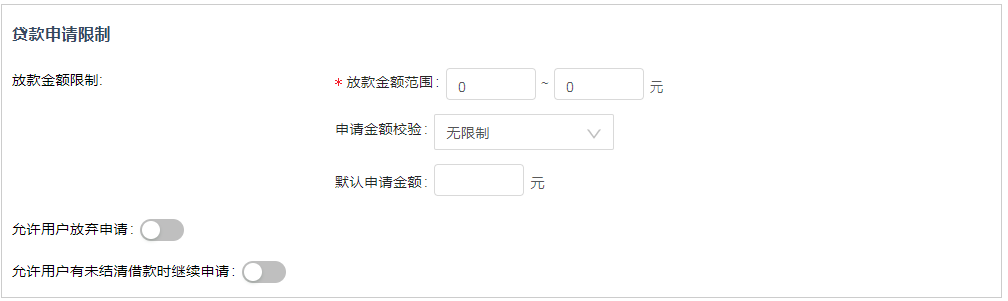 贷款申请限制
放款金额限制: * 放款金额范围: 0 ~ 0 元
申请金额校验: 无限制
默认申请金额: 元
允许用户放弃申请:
允许用户有未结清借款时继续申请: